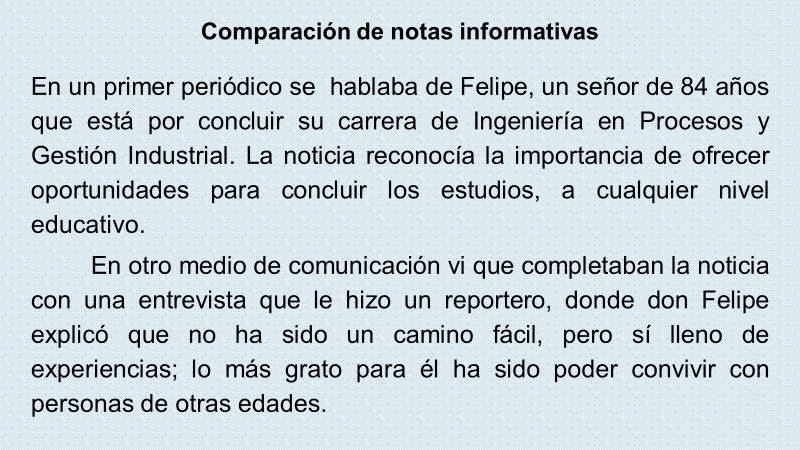 Comparación de notas informativas
En un primer periódico se hablaba de Felipe, un señor de 84 años
que está por concluir su carrera de Ingeniería en Procesos y
Gestión Industrial. La noticia reconocía la importancia de ofrecer
oportunidades para concluir los estudios, a cualquier nivel
educativo.
En otro medio de comunicación vi que completaban la noticia
con una entrevista que le hizo un reportero, donde don Felipe
explicó que no ha sido un camino fácil, pero sí lleno de
experiencias; lo más grato para él ha sido poder convivir con
personas de otras edades.